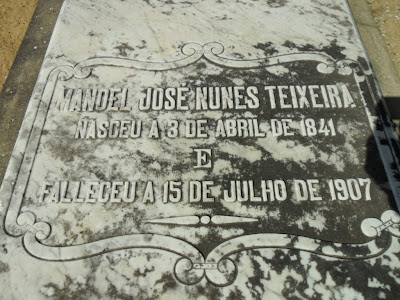 MANOEL JOSÉ NUNES TEIXEIRA
NASCEU A 3 DE ABRIL DE 1841
E
FALLECEU A 15 DE JULHO DE 1907